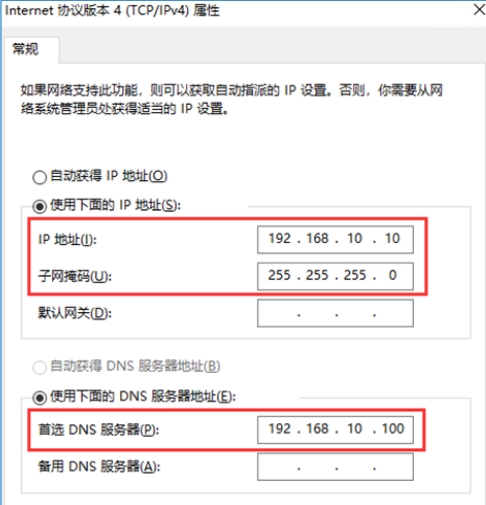 Internet 协议版本 4 (TCP/IPv4) 属性
常规
如果网络支持此功能，则可以获取自动指派的 IP 设置。否则，你需要从网
络系统管理员处获得适当的 IP 设置。
自动获得 IP 地址(O)
使用下面的 IP 地址(S):
IP 地址(I): 192 . 168 . 10 . 10
子网掩码(U): 255 . 255 . 255 . 0
默认网关(D): . . .
自动获得 DNS 服务器地址(B)
使用下面的 DNS 服务器地址(E):
首选 DNS 服务器(P): 192 . 168 . 10 . 100
备用 DNS 服务器(A): . . .